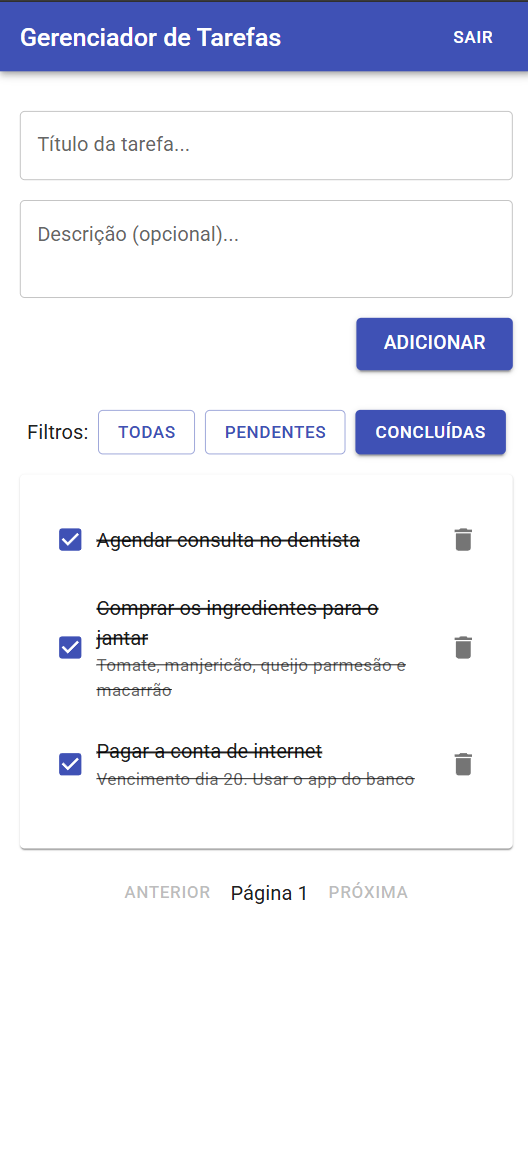 Gerenciador de Tarefas SAIR
Título da tarefa...
Descrição (opcional)...
ADICIONAR
Filtros: TODAS PENDENTES CONCLUÍDAS
Agendar consulta no dentista
Comprar os ingredientes para o
jantar
Tomate, manjericão, queijo parmesão e
macarrão
Pagar a conta de internet
Vencimento dia 20. Usar o app do banco
ANTERIOR Página 1 PRÓXIMA